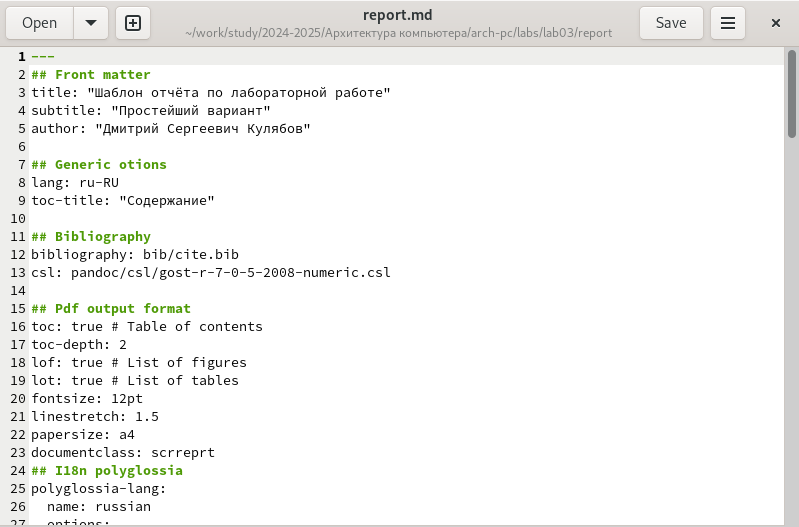 Open
report.md
~/work/study/2024-2025/Архитектура компьютера/arch-pc/labs/lab03/report
Save
1 ---
2 ## Front matter
3 title: "Шаблон отчёта по лабораторной работе"
4 subtitle: "Простейший вариант"
5 author: "Дмитрий Сергеевич Кулябов"
6
7 ## Generic otions
8 lang: ru-RU
9 toc-title: "Содержание"
10
11 ## Bibliography
12 bibliography: bib/cite.bib
13 csl: pandoc/csl/gost-r-7-0-5-2008-numeric.csl
14
15 ## Pdf output format
16 toc: true # Table of contents
17 toc-depth: 2
18 lof: true # List of figures
19 lot: true # List of tables
20 fontsize: 12pt
21 linestretch: 1.5
22 papersize: a4
23 documentclass: scrreprt
24 ## I18n polyglossia
25 polyglossia-lang:
26   name: russian
27   options: